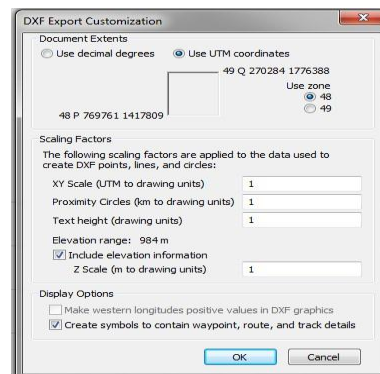 DXF Export Customization
Document Extents
Use decimal degrees
Use UTM coordinates
49 Q 270284 1776388
Use zone
48
49
48 P 769761 1417809
Scaling Factors
The following scaling factors are applied to the data used to
create DXF points, lines, and circles:
XY Scale (UTM to drawing units) 1
Proximity Circles (km to drawing units) 1
Text height (drawing units) 1
Elevation range: 984 m
Include elevation information
Z Scale (m to drawing units) 1
Display Options
Make western longitudes positive values in DXF graphics
Create symbols to contain waypoint, route, and track details
OK Cancel